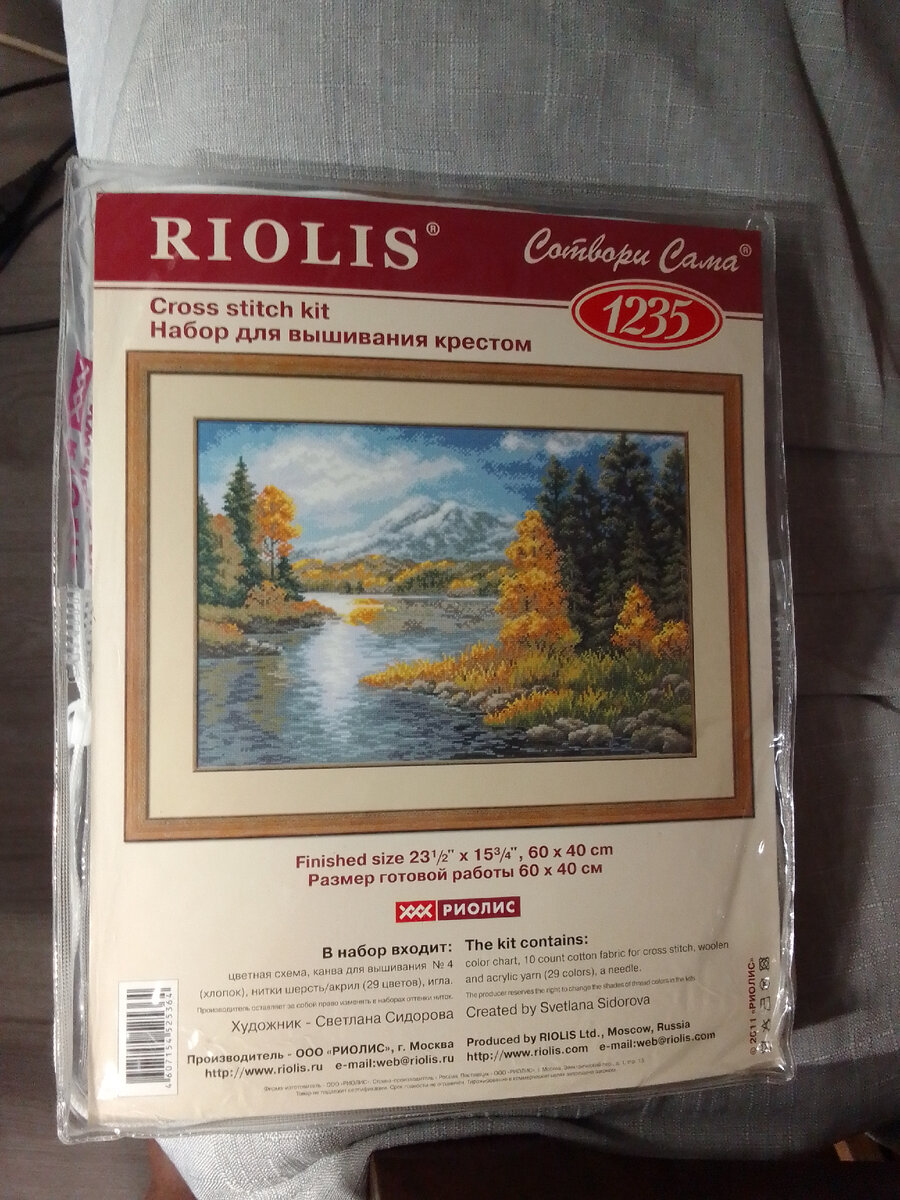 RIOLIS®
Сотвори Сама®
Cross stitch kit
Набор для вышивания крестом
1235
Finished size 23 1/2" x 15 3/4", 60 x 40 cm
Размер готовой работы 60 x 40 см
РИОЛИС
В набор входит:
цветная схема, канва для вышивания № 4
(хлопок), нитки шерсть/акрил (29 цветов), игла.
Производитель оставляет за собой право изменять в наборах оттенки ниток.
Художник - Светлана Сидорова
The kit contains:
color chart, 10 count cotton fabric for cross stitch, woolen
and acrylic yarn (29 colors), a needle.
The producer reserves the right to change the shades of thread colors in the kits.
Created by Svetlana Sidorova
Производитель - ООО «РИОЛИС», г. Москва
http://www.riolis.ru e-mail:web@riolis.ru
Produced by RIOLIS Ltd., Moscow, Russia
http://www.riolis.com e-mail:web@riolis.com
4607154525364
© 2011 «РИОЛИС»